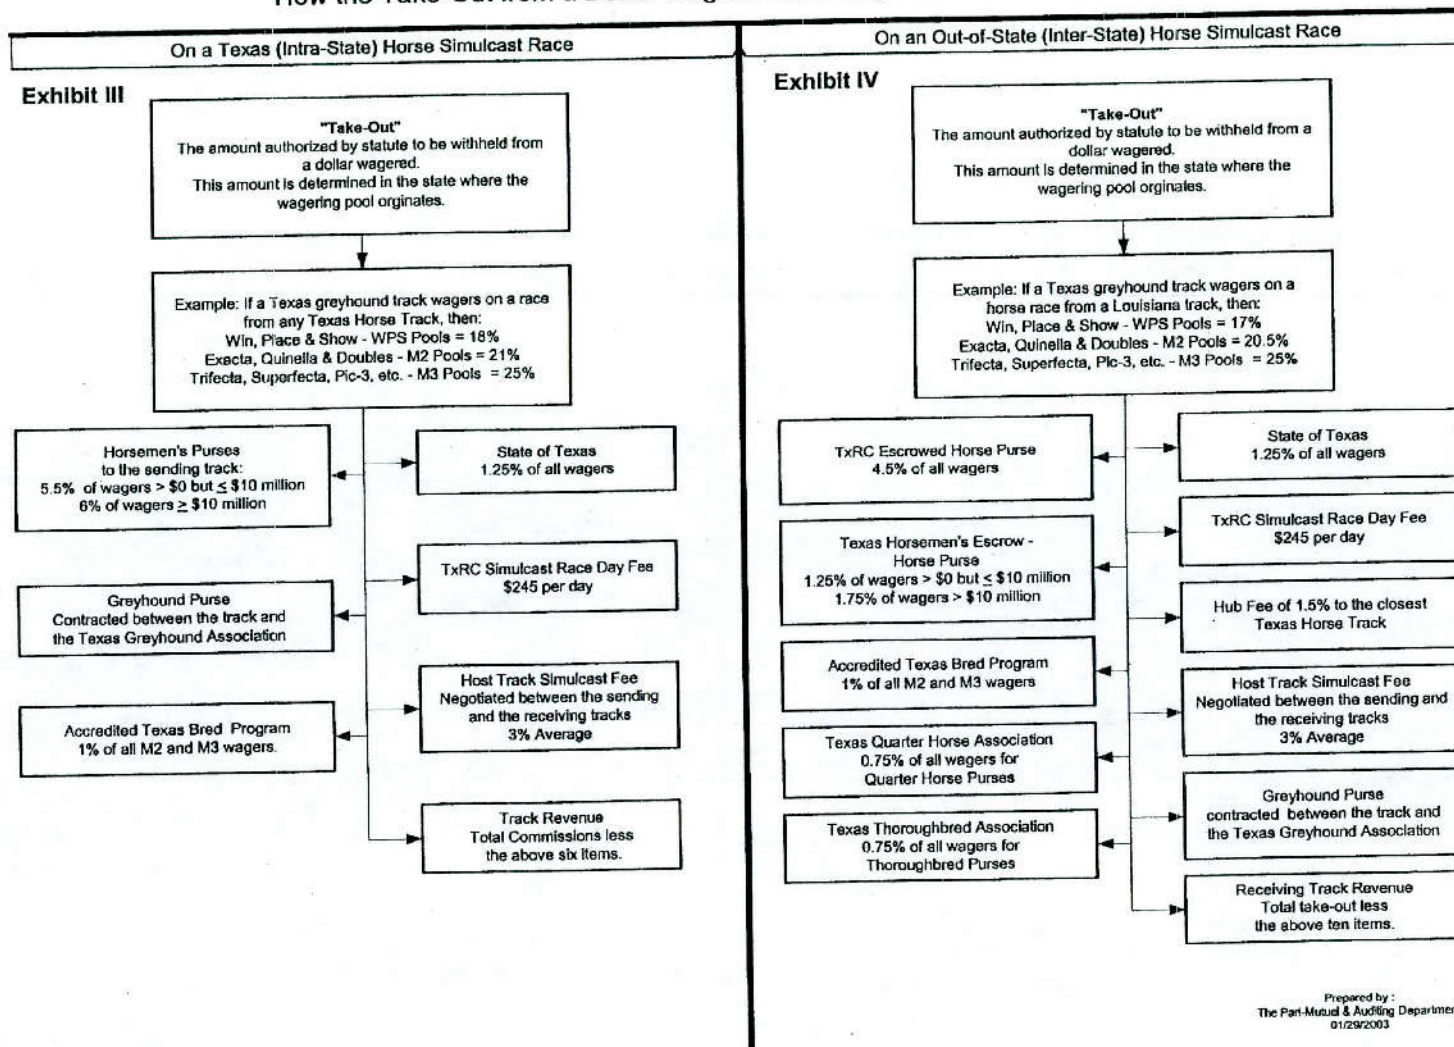 On a Texas (Intra-State) Horse Simulcast Race
Exhibit III
"Take-Out"
The amount authorized by statute to be withheld from
a dollar wagered.
This amount is determined in the state where the
wagering pool orginates.
Example: If a Texas greyhound track wagers on a race
from any Texas Horse Track, then:
Win, Place & Show - WPS Pools = 18%
Exacta, Quinella & Doubles - M2 Pools = 21%
Trifecta, Superfecta, Pic-3, etc. - M3 Pools = 25%
Horsemen's Purses
to the sending track:
5.5% of wagers > $0 but ≤ $10 million
6% of wagers ≥ $10 million
State of Texas
1.25% of all wagers
TxRC Simulcast Race Day Fee
$245 per day
Greyhound Purse
Contracted between the track and
the Texas Greyhound Association
Host Track Simulcast Fee
Negotiated between the sending
and the receiving tracks
3% Average
Accredited Texas Bred Program
1% of all M2 and M3 wagers.
Track Revenue
Total Commissions less
the above six items.
On an Out-of-State (Inter-State) Horse Simulcast Race
Exhibit IV
"Take-Out"
The amount authorized by statute to be withheld from a
dollar wagered.
This amount is determined in the state where the
wagering pool orginates.
Example: If a Texas greyhound track wagers on a
horse race from a Louisiana track, then:
Win, Place & Show - WPS Pools = 17%
Exacta, Quinella & Doubles - M2 Pools = 20.5%
Trifecta, Superfecta, Pic-3, etc. - M3 Pools = 25%
TxRC Escrowed Horse Purse
4.5% of all wagers
State of Texas
1.25% of all wagers
TxRC Simulcast Race Day Fee
$245 per day
Texas Horsemen's Escrow -
Horse Purse
1.25% of wagers > $0 but ≤ $10 million
1.75% of wagers > $10 million
Hub Fee of 1.5% to the closest
Texas Horse Track
Accredited Texas Bred Program
1% of all M2 and M3 wagers
Host Track Simulcast Fee
Negotiated between the sending and
the receiving tracks
3% Average
Texas Quarter Horse Association
0.75% of all wagers for
Quarter Horse Purses
Greyhound Purse
contracted between the track and
the Texas Greyhound Association
Texas Thoroughbred Association
0.75% of all wagers for
Thoroughbred Purses
Receiving Track Revenue
Total take-out less
the above ten items.
Prepared by :
The Pari-Mutuel & Auditing Departmen
01/29/2003